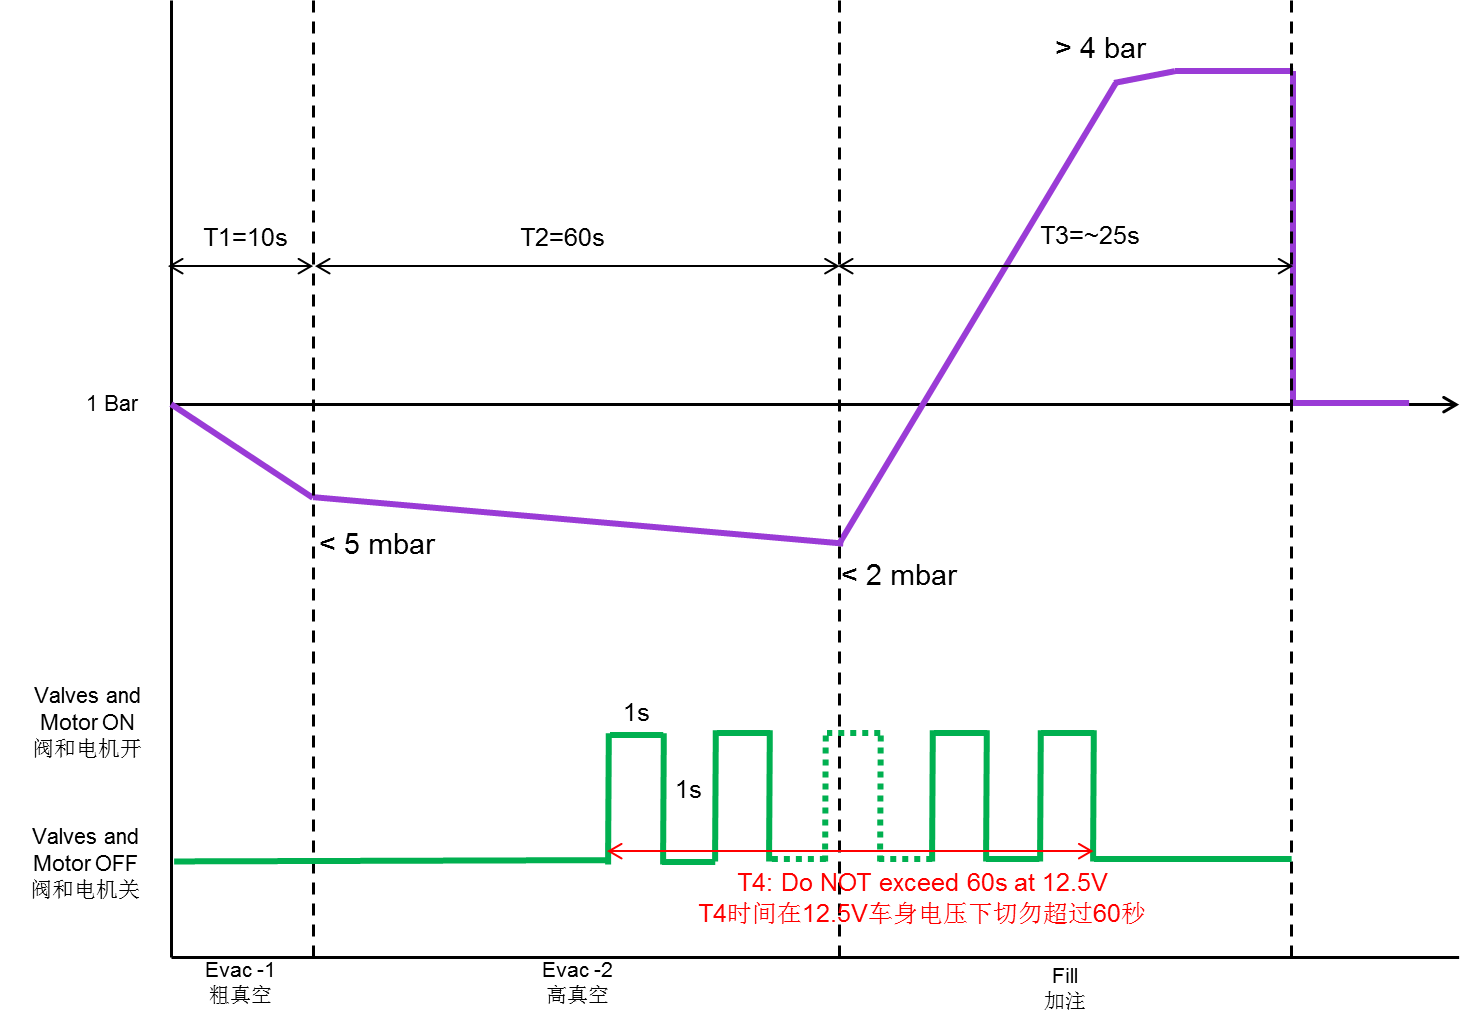 > 4 bar
T1=10s
T2=60s
T3=~25s
1 Bar
< 5 mbar
< 2 mbar
Valves and
Motor ON
阀和电机开
1s
1s
Valves and
Motor OFF
阀和电机关
T4: Do NOT exceed 60s at 12.5V
T4时间在12.5V车身电压下切勿超过60秒
Evac -1
粗真空
Evac -2
高真空
Fill
加注